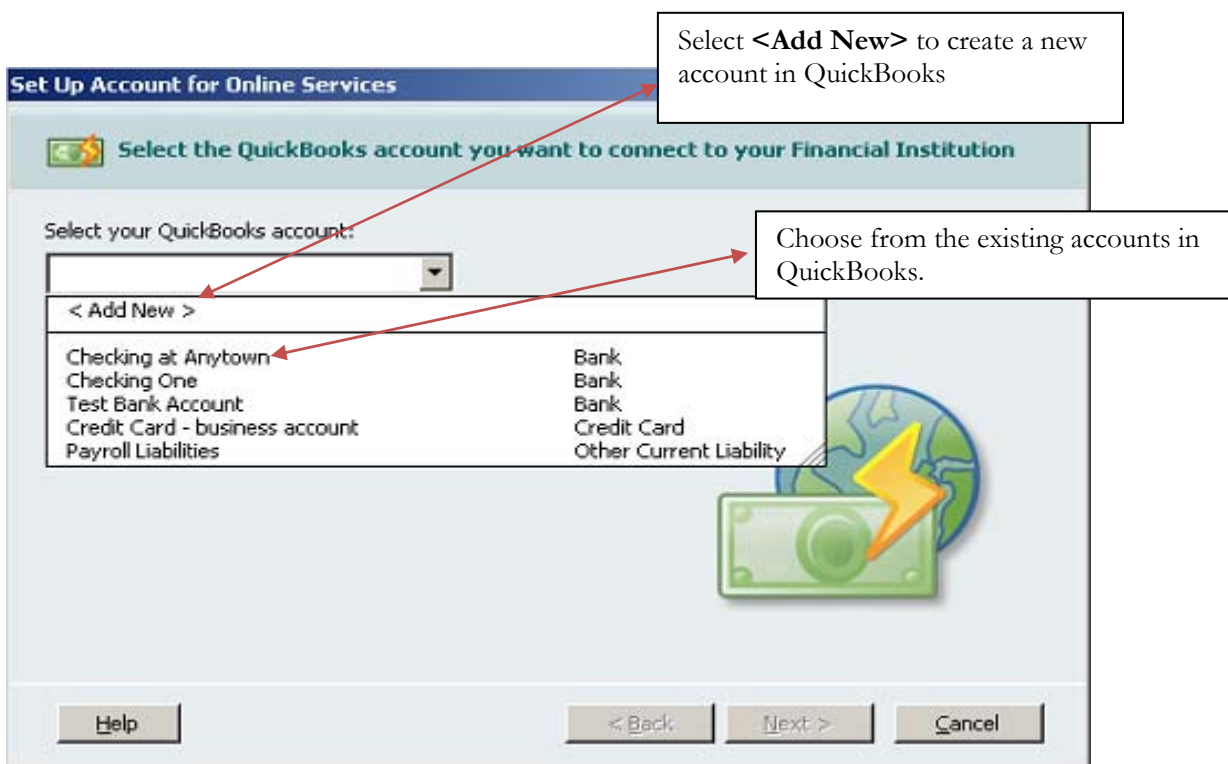 Select <Add New> to create a new
account in QuickBooks
Set Up Account for Online Services
Select the QuickBooks account you want to connect to your Financial Institution
Select your QuickBooks account:
Choose from the existing accounts in
QuickBooks.
< Add New >
Checking at Anytown Bank
Checking One Bank
Test Bank Account Bank
Credit Card - business account Credit Card
Payroll Liabilities Other Current Liability
Help < Back Next > Cancel